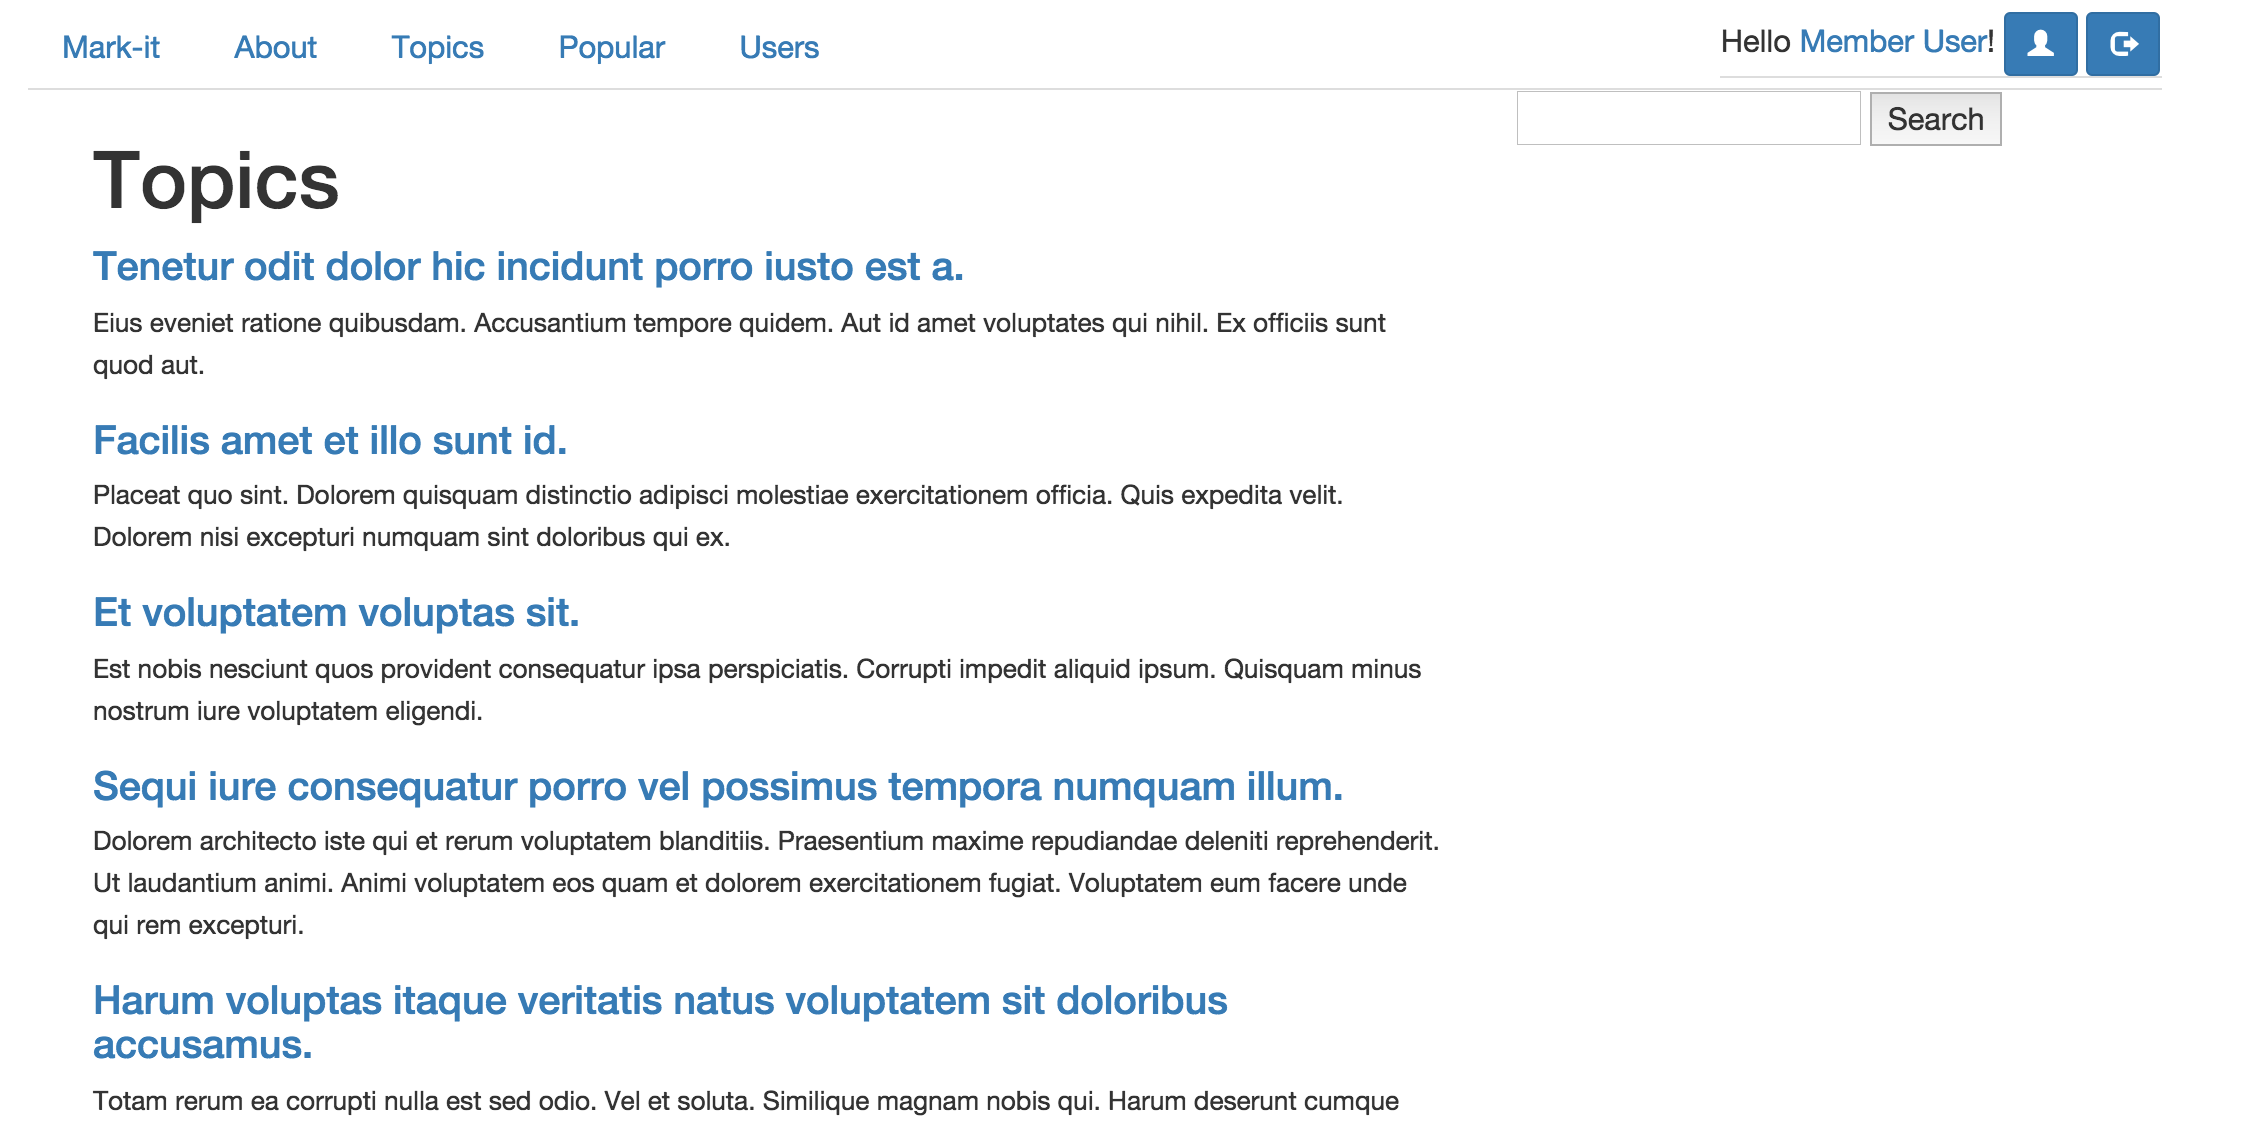 Mark-it About Topics Popular Users Hello Member User!
Search
Topics
Tenetur odit dolor hic incidunt porro iusto est a.
Eius eveniet ratione quibusdam. Accusantium tempore quidem. Aut id amet voluptates qui nihil. Ex officiis sunt
quod aut.
Facilis amet et illo sunt id.
Placeat quo sint. Dolorem quisquam distinctio adipisci molestiae exercitationem officia. Quis expedita velit.
Dolorem nisi excepturi numquam sint doloribus qui ex.
Et voluptatem voluptas sit.
Est nobis nesciunt quos provident consequatur ipsa perspiciatis. Corrupti impedit aliquid ipsum. Quisquam minus
nostrum iure voluptatem eligendi.
Sequi iure consequatur porro vel possimus tempora numquam illum.
Dolorem architecto iste qui et rerum voluptatem blanditiis. Praesentium maxime repudiandae deleniti reprehenderit.
Ut laudantium animi. Animi voluptatem eos quam et dolorem exercitationem fugiat. Voluptatem eum facere unde
qui rem excepturi.
Harum voluptas itaque veritatis natus voluptatem sit doloribus
accusamus.
Totam rerum ea corrupti nulla est sed odio. Vel et soluta. Similique magnam nobis qui. Harum deserunt cumque